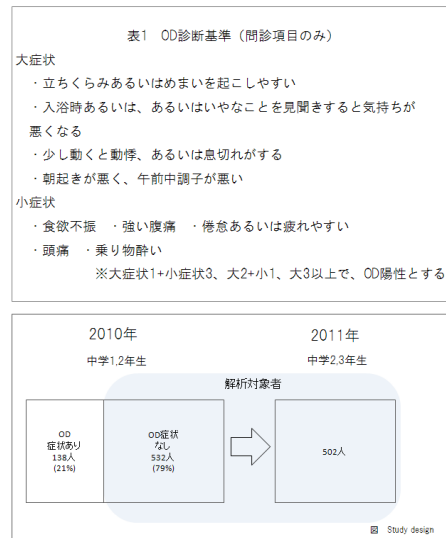 表1　OD診断基準（問診項目のみ）
大症状
・立ちくらみあるいはめまいを起こしやすい
・入浴時あるいは、あるいはいやなことを見聞きすると気持ちが
悪くなる
・少し動くと動悸、あるいは息切れがする
・朝起きが悪く、午前中調子が悪い
小症状
・食欲不振　・強い腹痛　・倦怠あるいは疲れやすい
・頭痛　・乗り物酔い
※大症状1+小症状3、大2+小1、大3以上で、OD陽性とする
2010年
中学1,2年生
2011年
中学2,3年生
解析対象者
OD
症状あり
138人
(21%)
OD症状
なし
532人
(79%)
502人
図　Study design